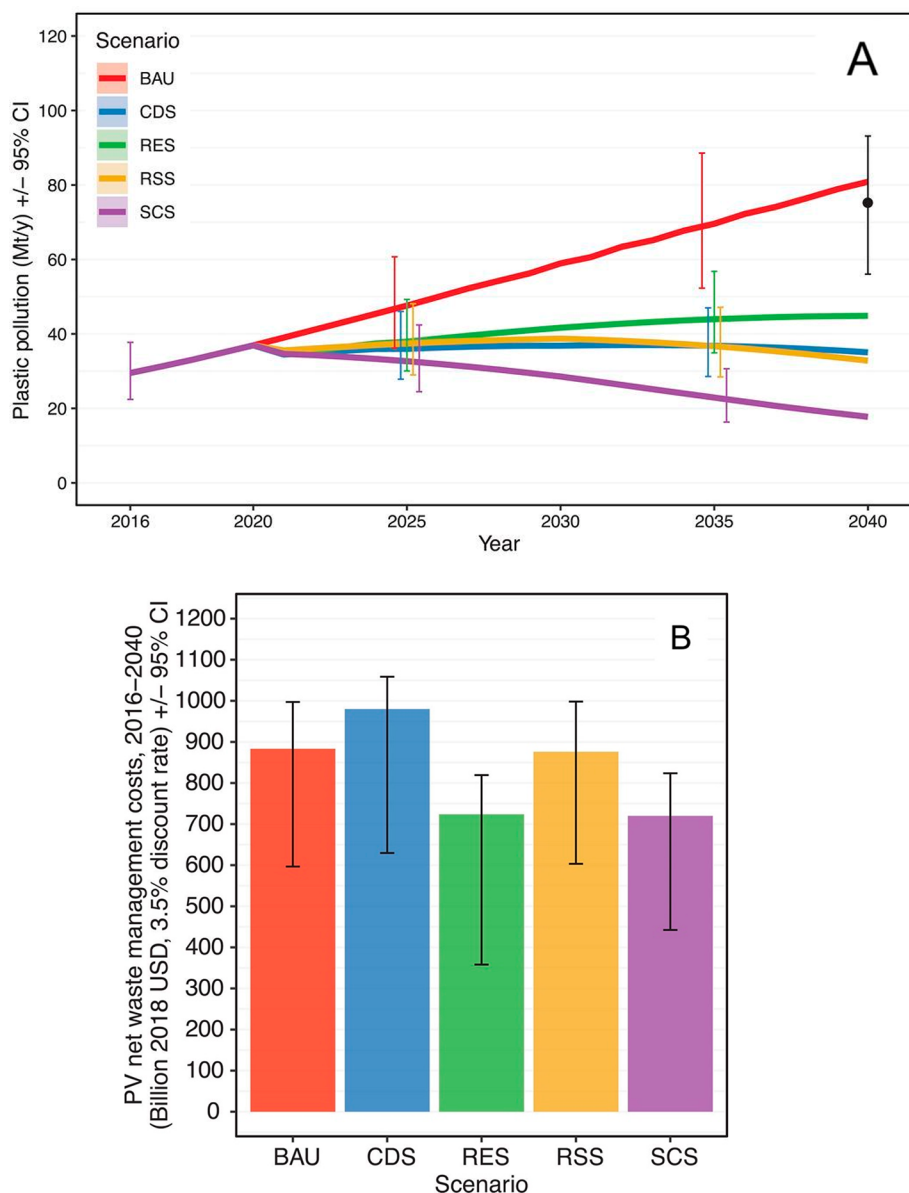 A
Plastic pollution (Mt/y) +/− 95% CI
120
100
80
60
40
20
0
Scenario
BAU
CDS
RES
RSS
SCS
2016 2020 2025 2030 2035 2040
Year
B
PV net waste management costs, 2016−2040
(Billion 2018 USD, 3.5% discount rate) +/− 95% CI
1200
1100
1000
900
800
700
600
500
400
300
200
100
0
BAU CDS RES RSS SCS
Scenario